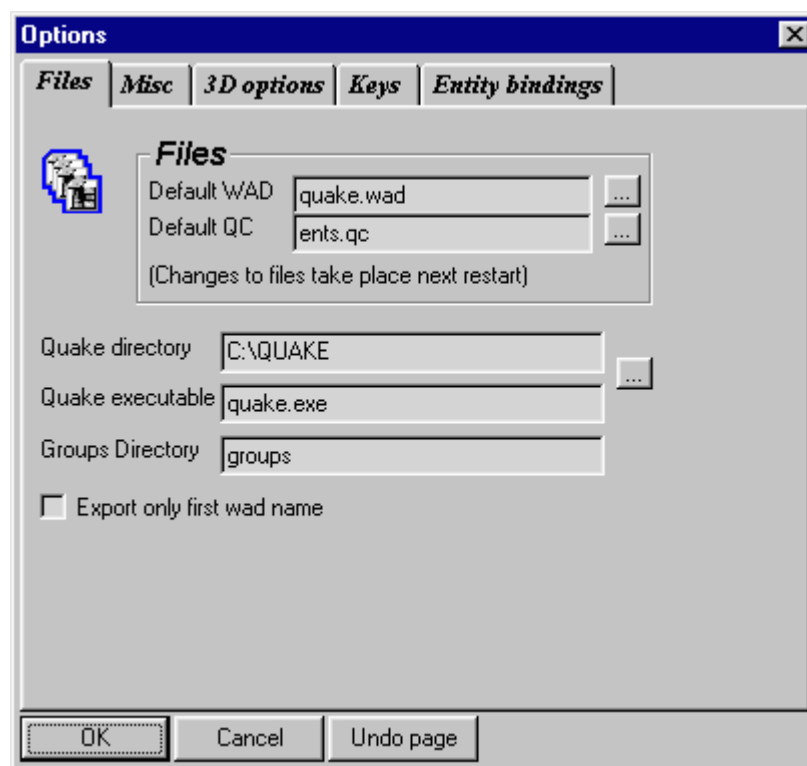 Options
Files Misc 3D options Keys Entity bindings
Files
Default WAD quake.wad ...
Default QC ents.qc ...
(Changes to files take place next restart)
Quake directory C:\QUAKE
...
Quake executable quake.exe
Groups Directory groups
Export only first wad name
OK Cancel Undo page